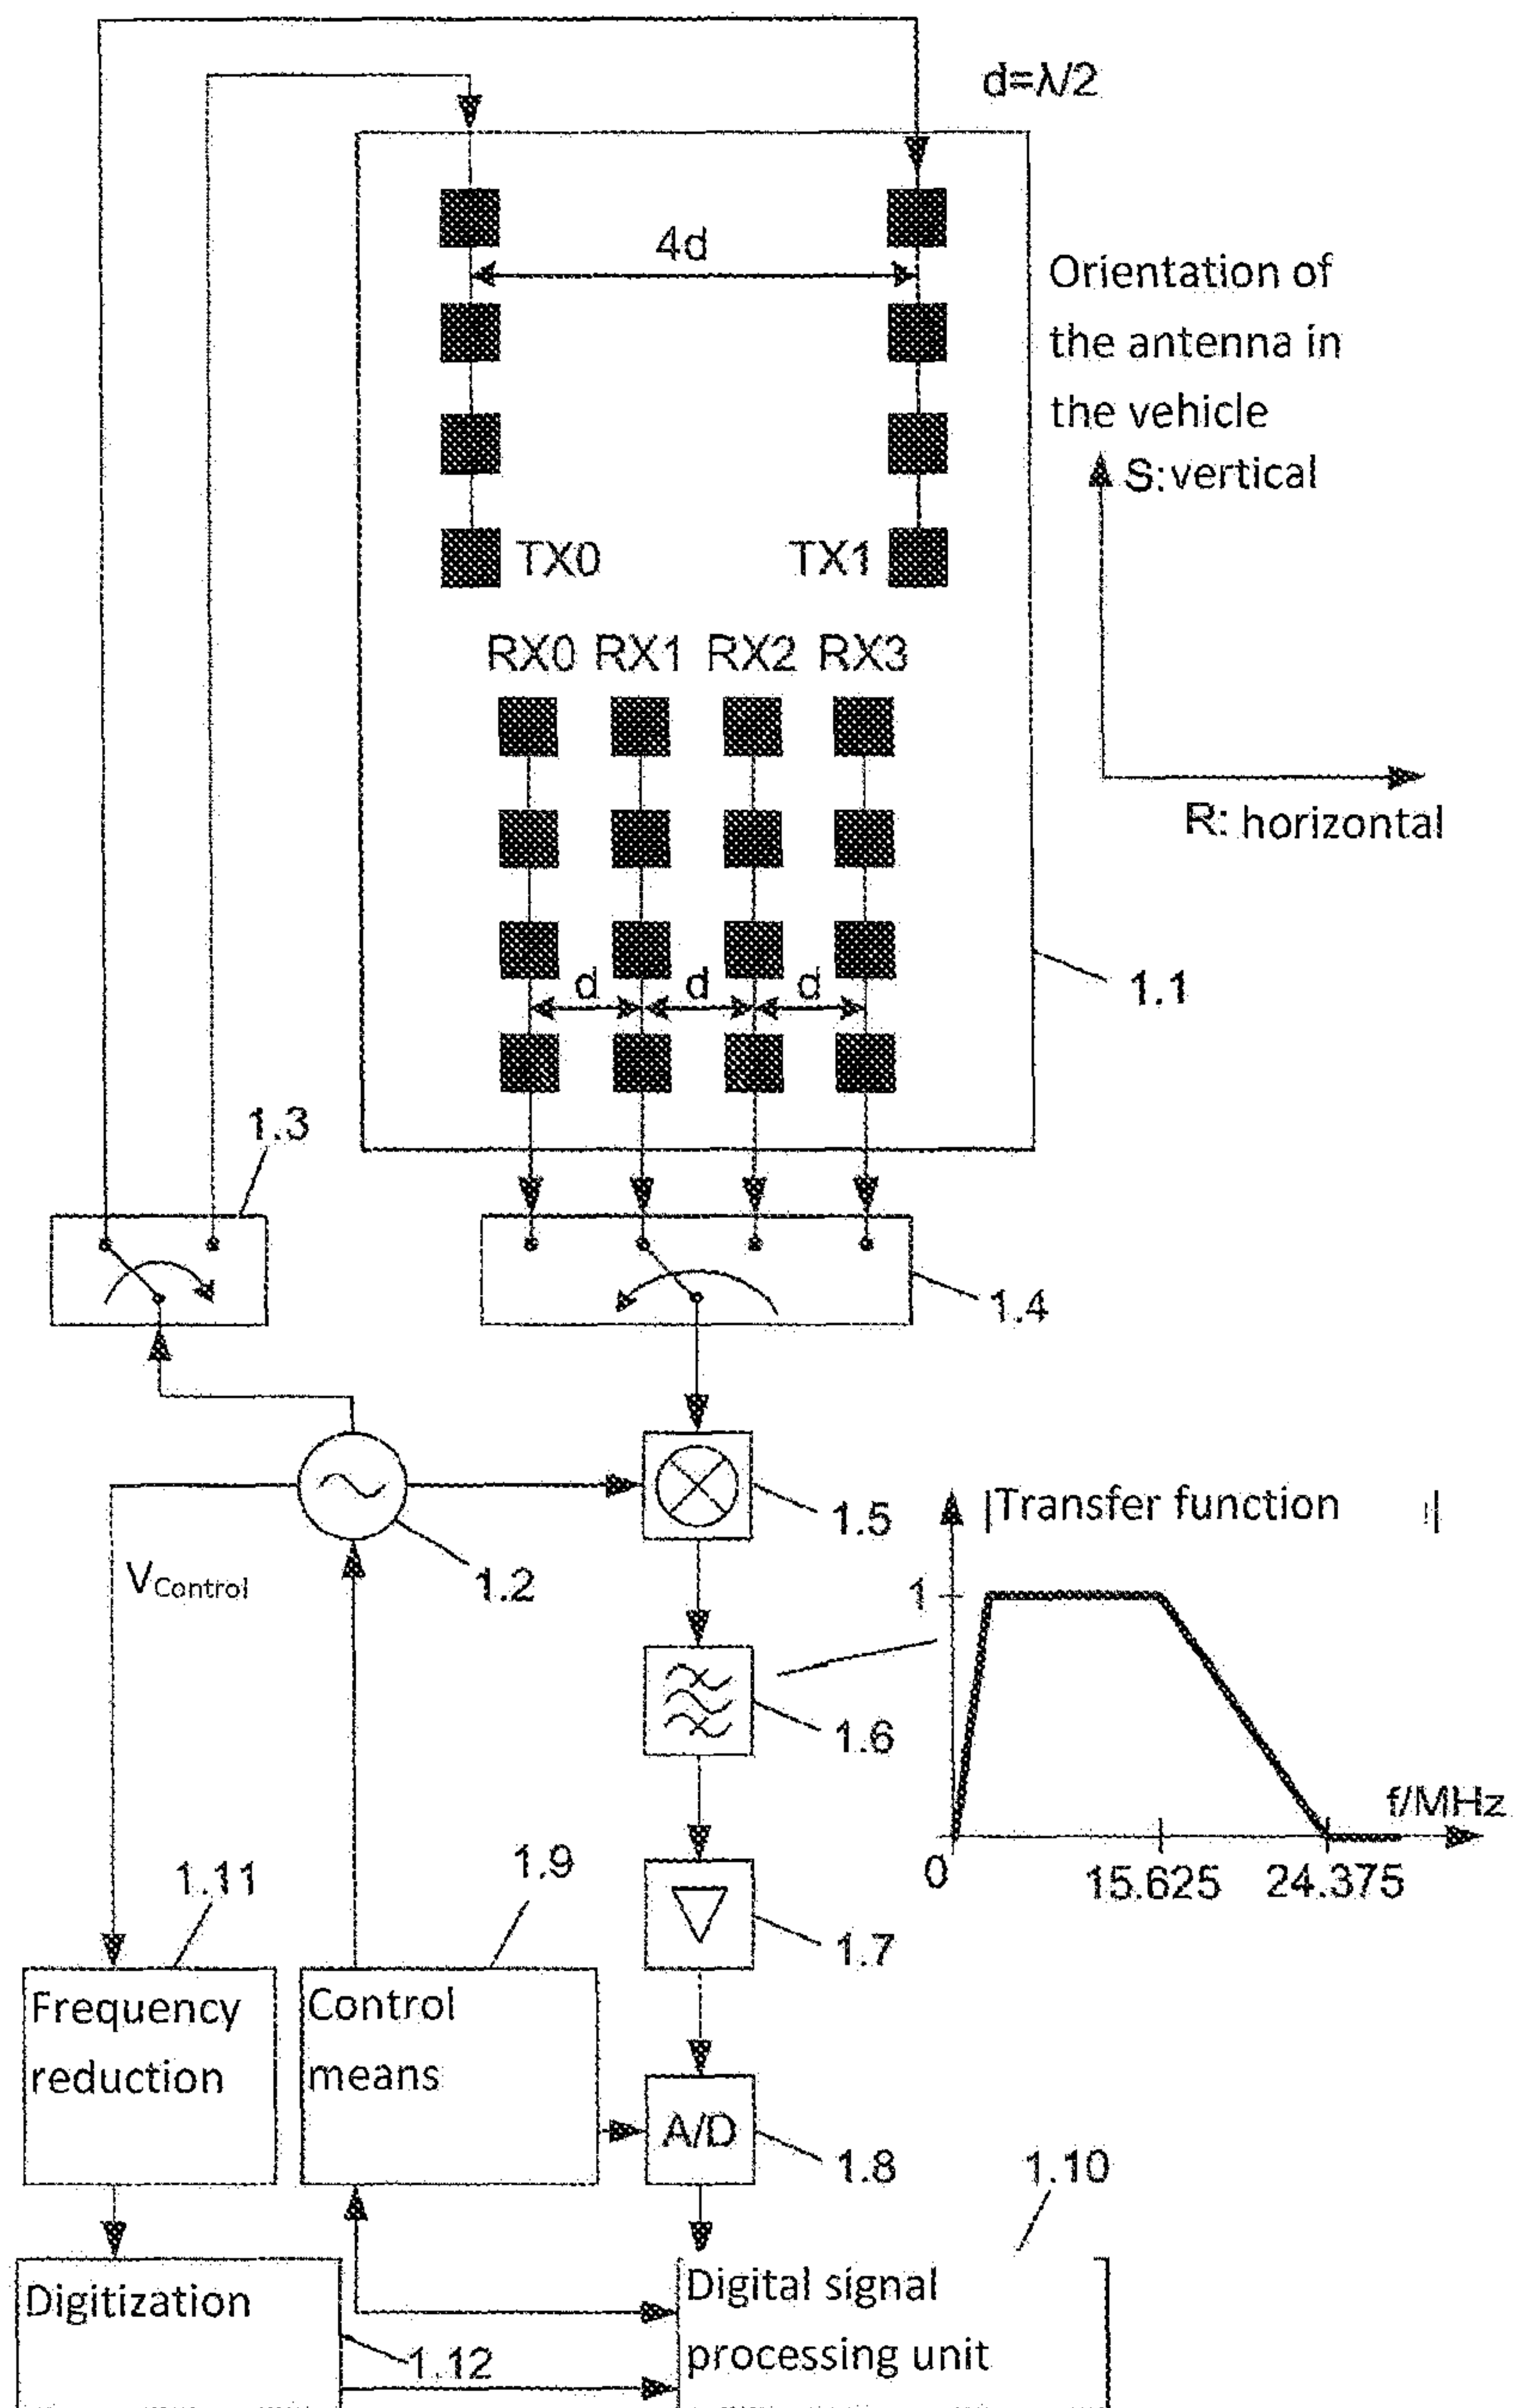 d=λ/2
4d
Orientation of
the antenna in
the vehicle
S: vertical
TX0 TX1
RX0 RX1 RX2 RX3
R: horizontal
d d d
1.1
1.3
1.4
1.5
|Transfer function |
VControl
1.2
1
1.6
f/MHz
0 15.625 24.375
1.11
1.9
1.7
Frequency
reduction
Control
means
A/D
1.8
1.10
Digitization
Digital signal
processing unit
1.12